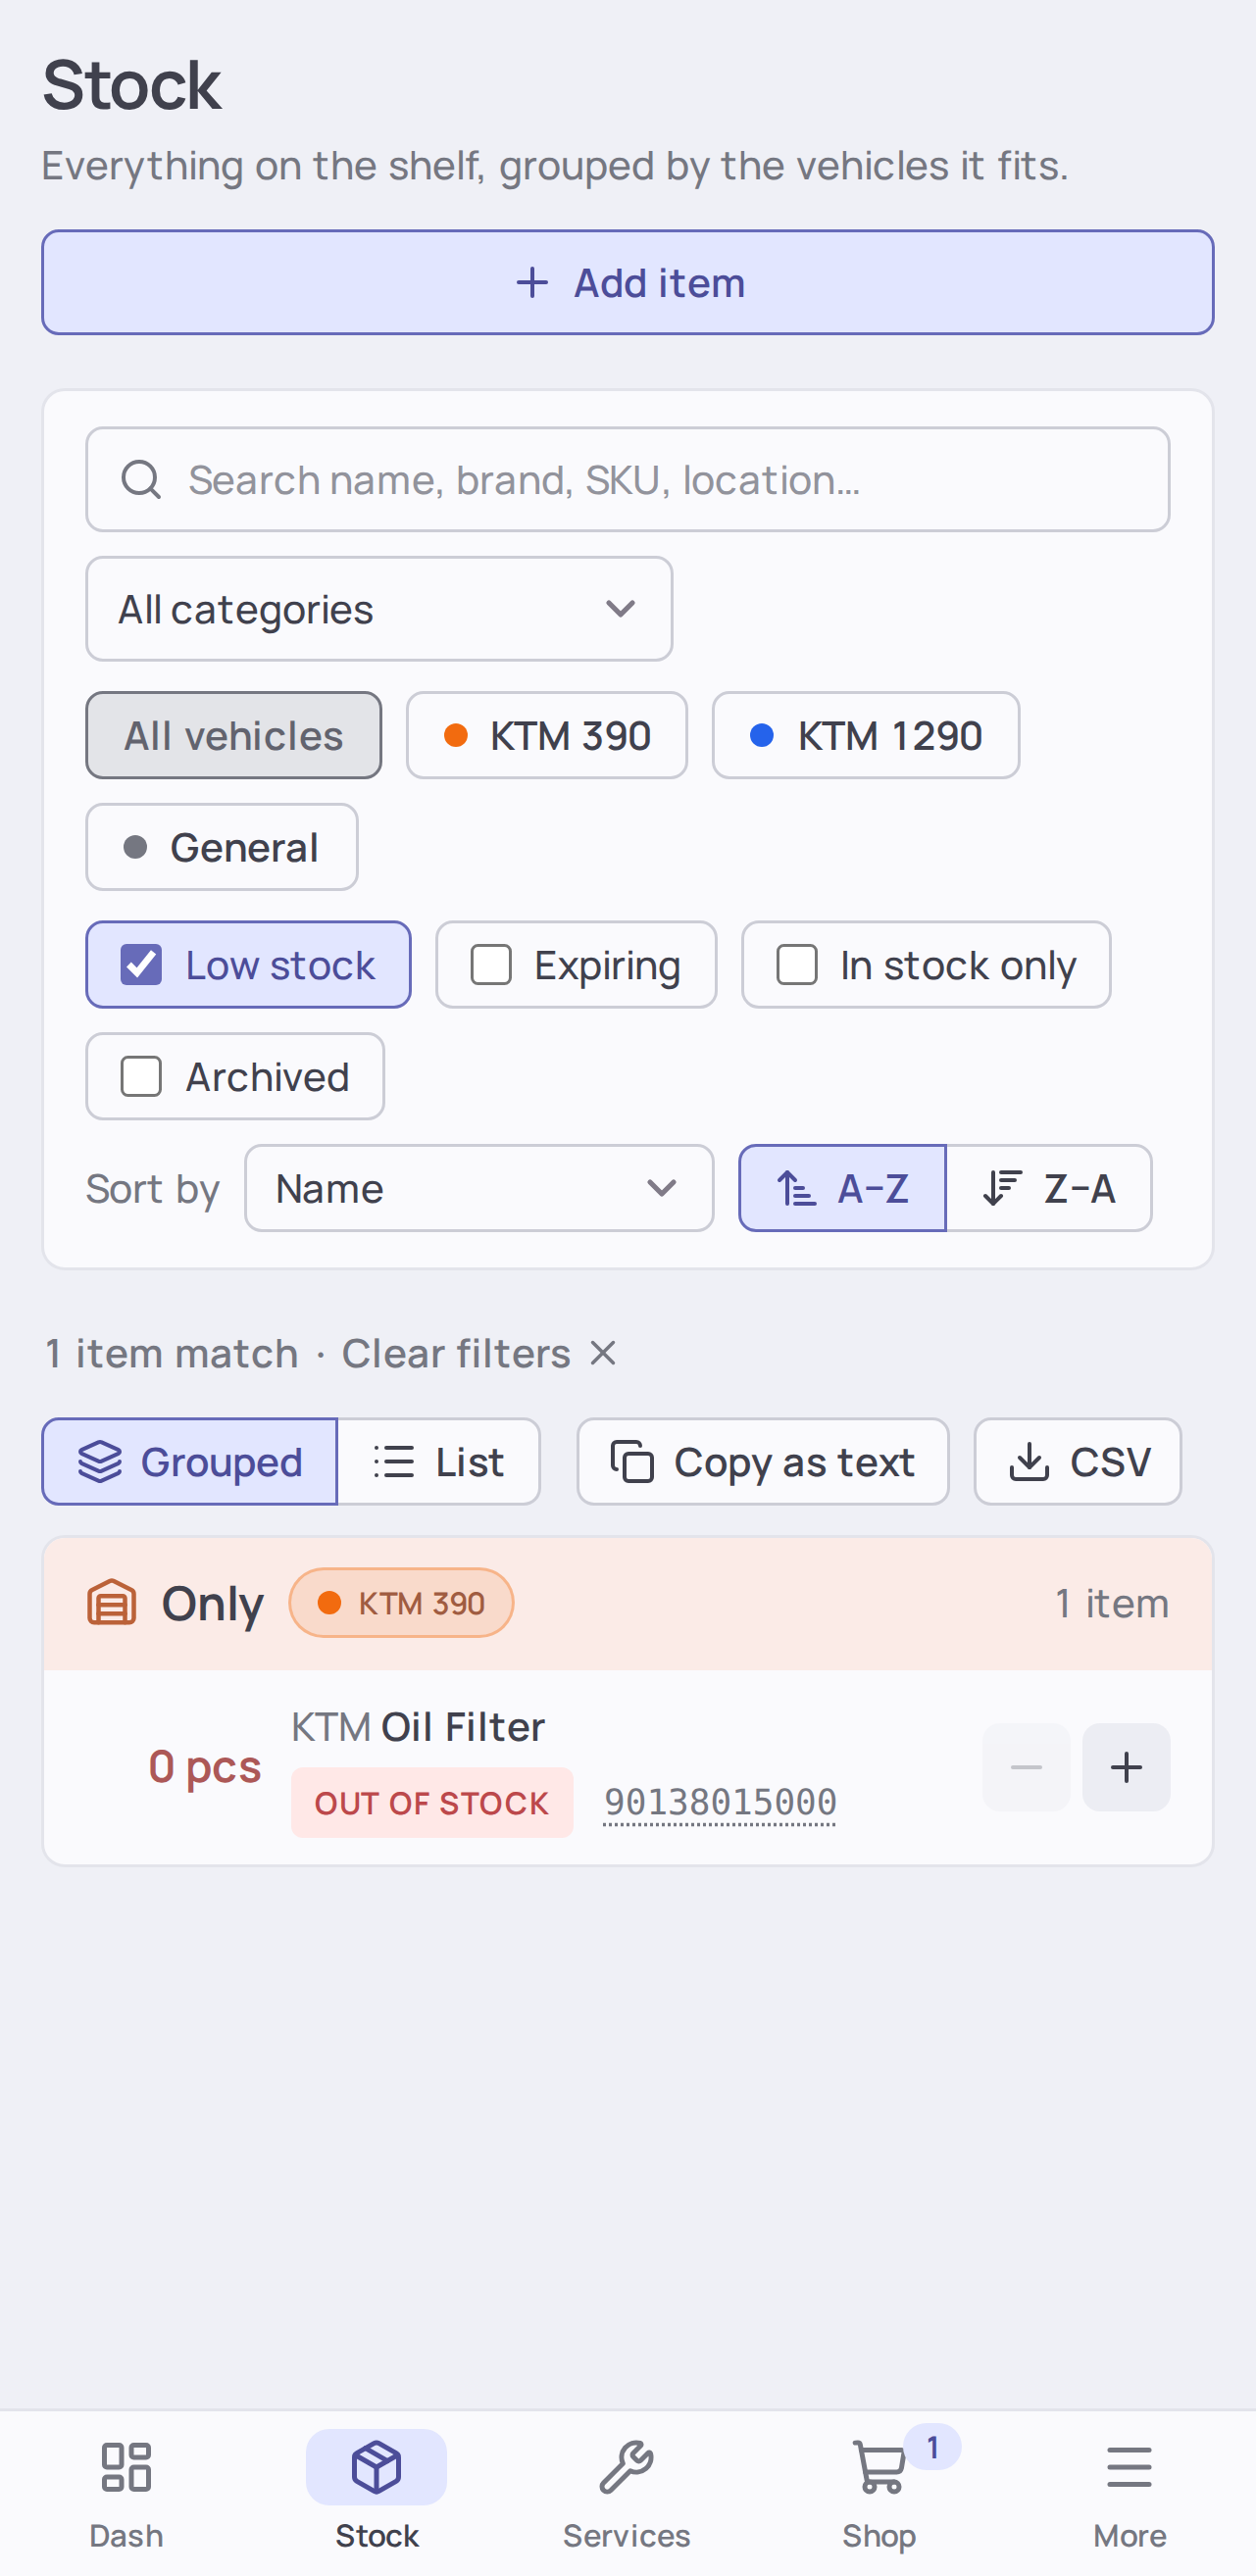 Stock
Everything on the shelf, grouped by the vehicles it fits.
Add item
Search name, brand, SKU, location...
All categories
All vehicles KTM 390 KTM 1290
General
Low stock Expiring In stock only
Archived
Sort by Name A–Z Z–A
1 item match · Clear filters
Grouped List Copy as text CSV
Only KTM 390 1 item
KTM Oil Filter
0 pcs
OUT OF STOCK 90138015000
1
Dash Stock Services Shop More